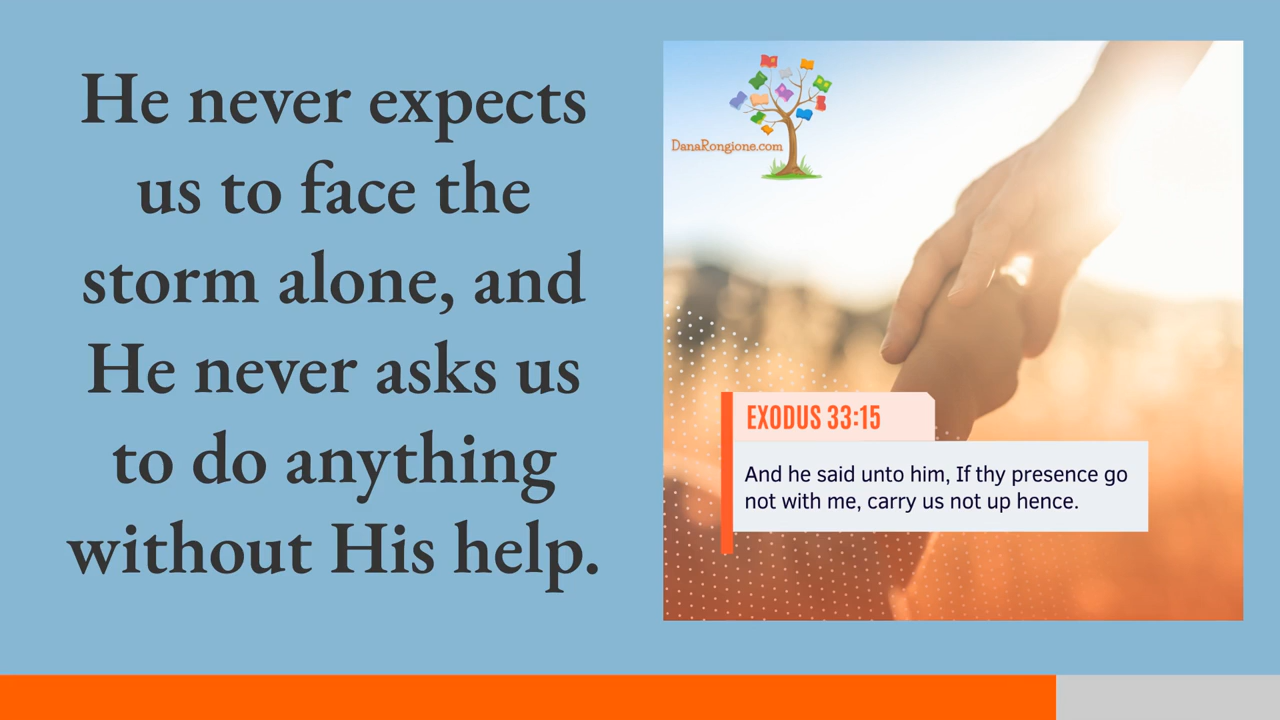 He never expects
us to face the
storm alone, and
He never asks us
to do anything
without His help.
DanaRongione.com
EXODUS 33:15
And he said unto him, If thy presence go
not with me, carry us not up hence.